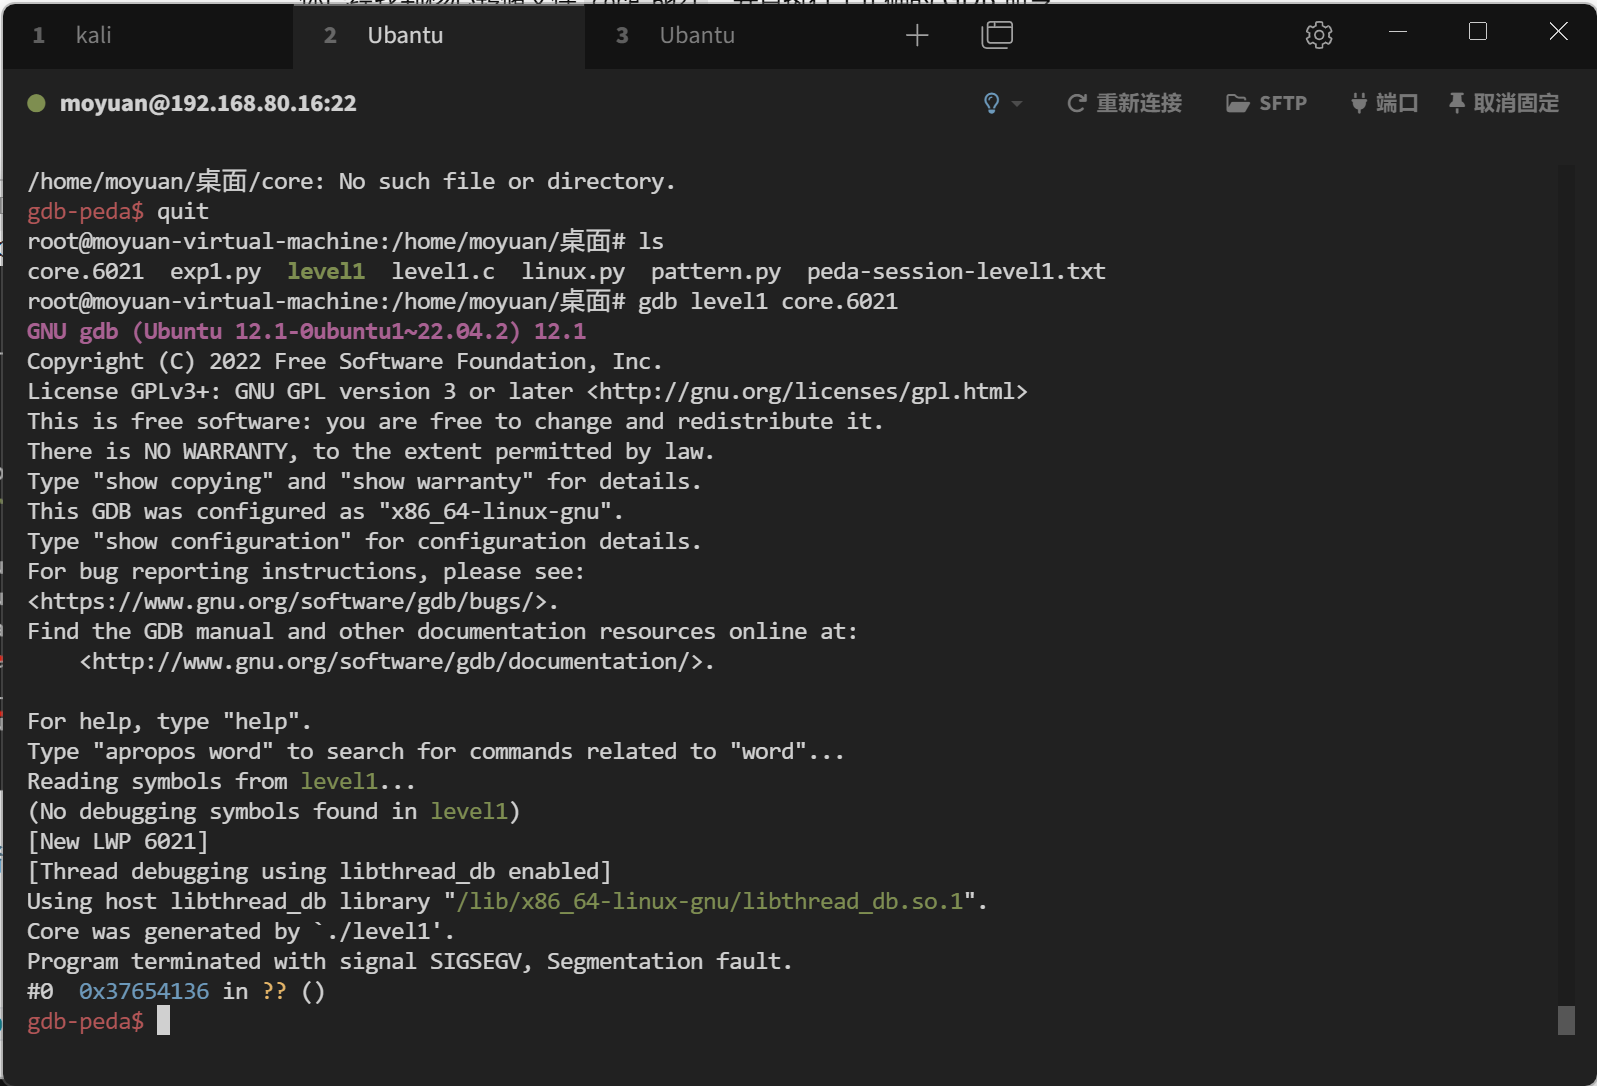 1 kali 2 Ubantu 3 Ubantu
moyuan@192.168.80.16:22 重新连接 SFTP 端口 取消固定
/home/moyuan/桌面/core: No such file or directory.
gdb-peda$ quit
root@moyuan-virtual-machine:/home/moyuan/桌面# ls
core.6021  exp1.py  level1  level1.c  linux.py  pattern.py  peda-session-level1.txt
root@moyuan-virtual-machine:/home/moyuan/桌面# gdb level1 core.6021
GNU gdb (Ubuntu 12.1-0ubuntu1~22.04.2) 12.1
Copyright (C) 2022 Free Software Foundation, Inc.
License GPLv3+: GNU GPL version 3 or later <http://gnu.org/licenses/gpl.html>
This is free software: you are free to change and redistribute it.
There is NO WARRANTY, to the extent permitted by law.
Type "show copying" and "show warranty" for details.
This GDB was configured as "x86_64-linux-gnu".
Type "show configuration" for configuration details.
For bug reporting instructions, please see:
<https://www.gnu.org/software/gdb/bugs/>.
Find the GDB manual and other documentation resources online at:
    <http://www.gnu.org/software/gdb/documentation/>.
For help, type "help".
Type "apropos word" to search for commands related to "word"...
Reading symbols from level1...
(No debugging symbols found in level1)
[New LWP 6021]
[Thread debugging using libthread_db enabled]
Using host libthread_db library "/lib/x86_64-linux-gnu/libthread_db.so.1".
Core was generated by `./level1'.
Program terminated with signal SIGSEGV, Segmentation fault.
#0  0x37654136 in ?? ()
gdb-peda$